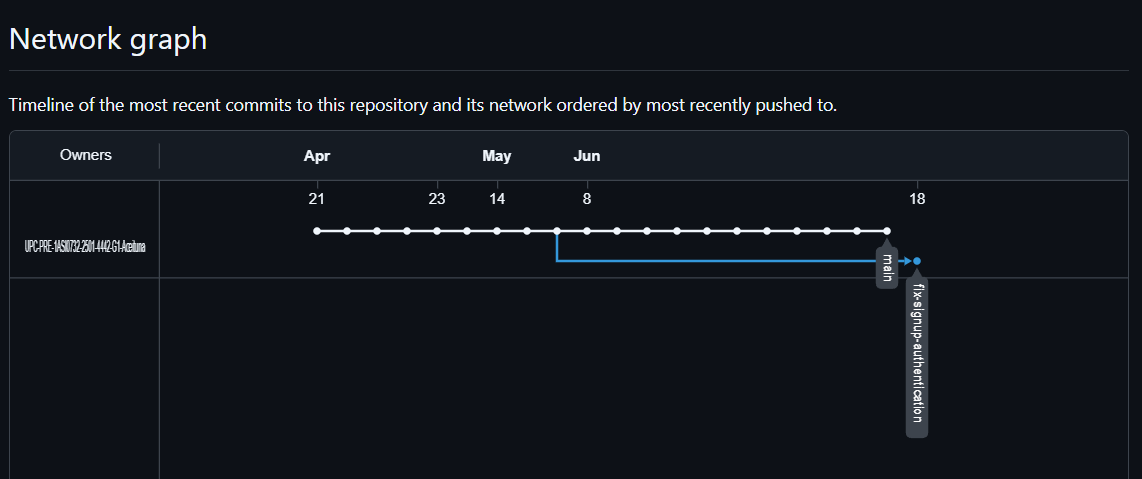 Network graph
Timeline of the most recent commits to this repository and its network ordered by most recently pushed to.
Owners
Apr
May
Jun
21
23
14
8
18
UPC-PRE-1ASI0732-2501-4442-G1-Aceituna
main
fix-signup-authentication